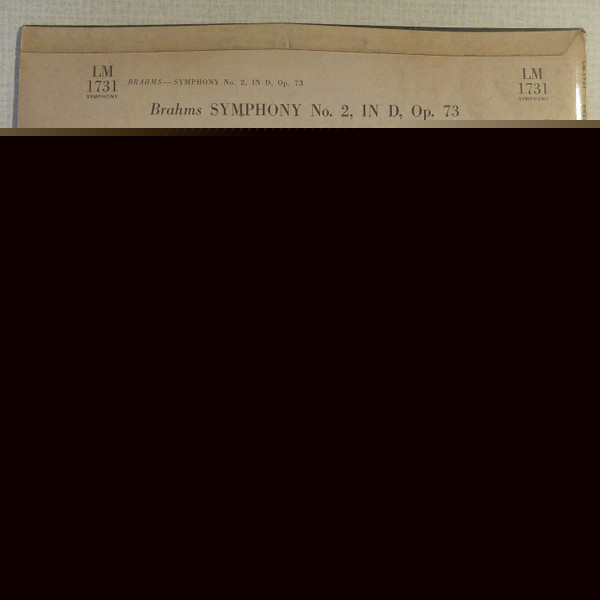 LM
1731
SYMPHONY
BRAHMS—SYMPHONY No. 2, IN D, Op. 73
LM
1731
SYMPHONY
Brahms SYMPHONY No. 2, IN D, Op. 73